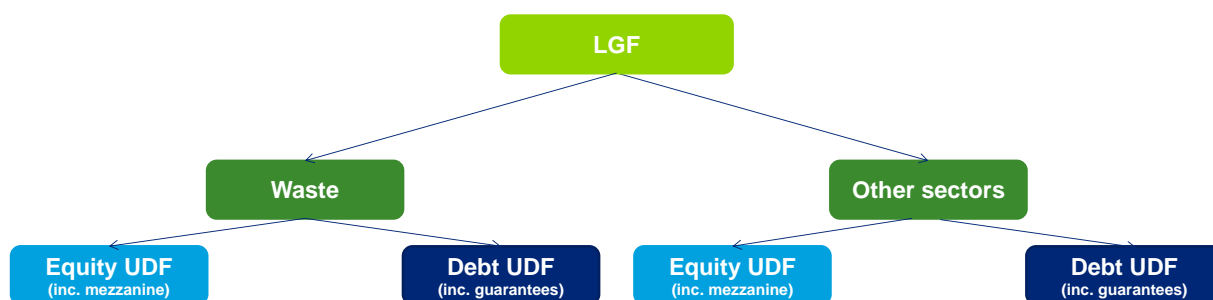 LGF
Waste
Other sectors
Equity UDF
(inc. mezzanine)
Debt UDF
(inc. guarantees)
Equity UDF
(inc. mezzanine)
Debt UDF
(inc. guarantees)